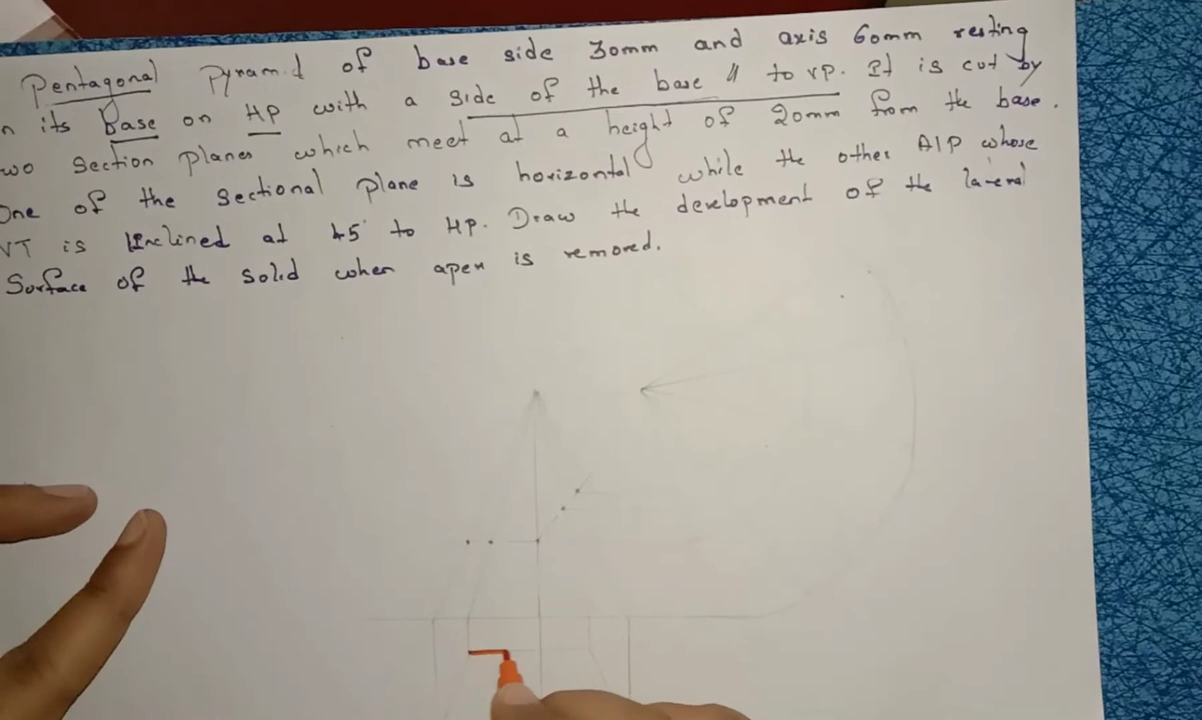 Pentagonal Pyramid of base side 30mm and axis 60mm resting
n its Base on HP with a side of the base || to VP. It is cut by
wo Section planes which meet at a height of 20mm from the base.
One of the sectional plane is horizontal while the other AIP whose
VT is Inclined at 45° to HP. Draw the development of the lateral
Surface of the Solid when apex is removed.